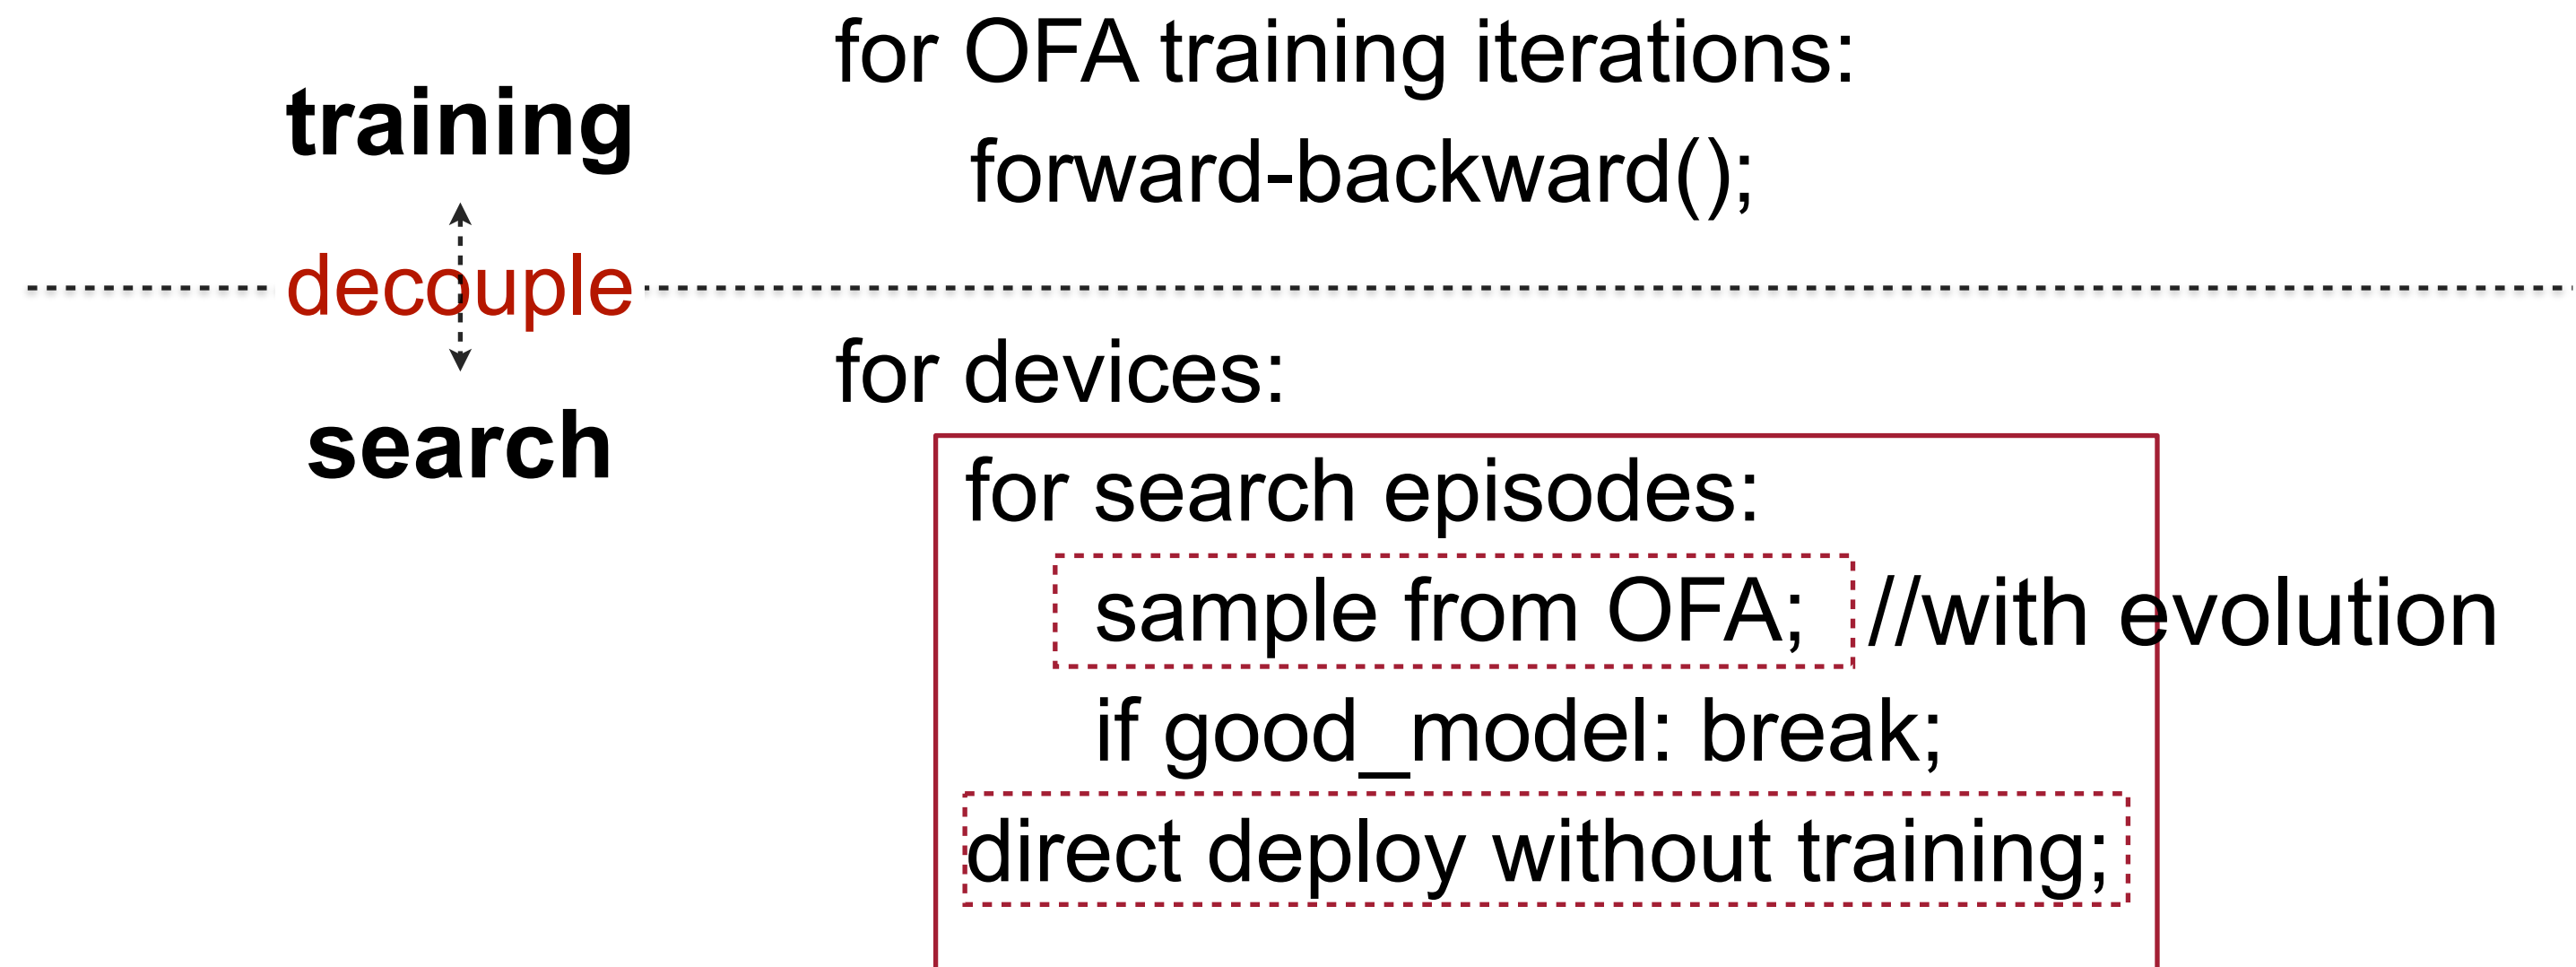 training
decouple
search
for OFA training iterations:
forward-backward();
for devices:
for search episodes:
sample from OFA; //with evolution
if good_model: break;
direct deploy without training;